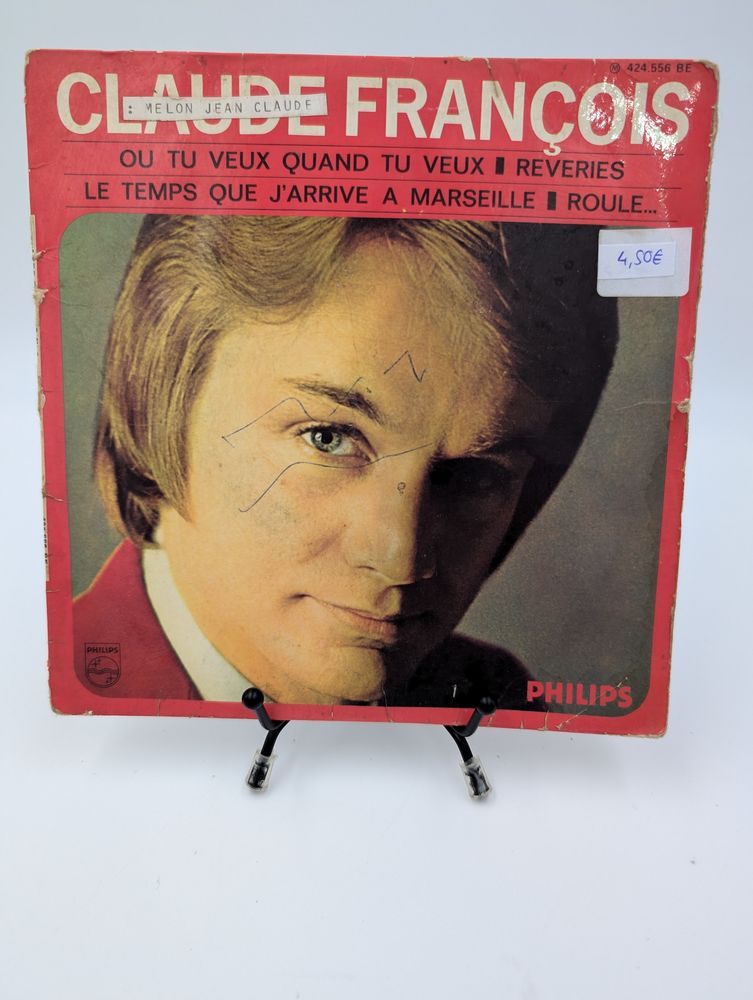 Ⓜ 424.556 BE
CLAUDE FRANÇOIS
: MELON JEAN CLAUDE
OU TU VEUX QUAND TU VEUX ▮ REVERIES
LE TEMPS QUE J'ARRIVE A MARSEILLE ▮ ROULE...
4,50€
PHILIPS
PHILIPS